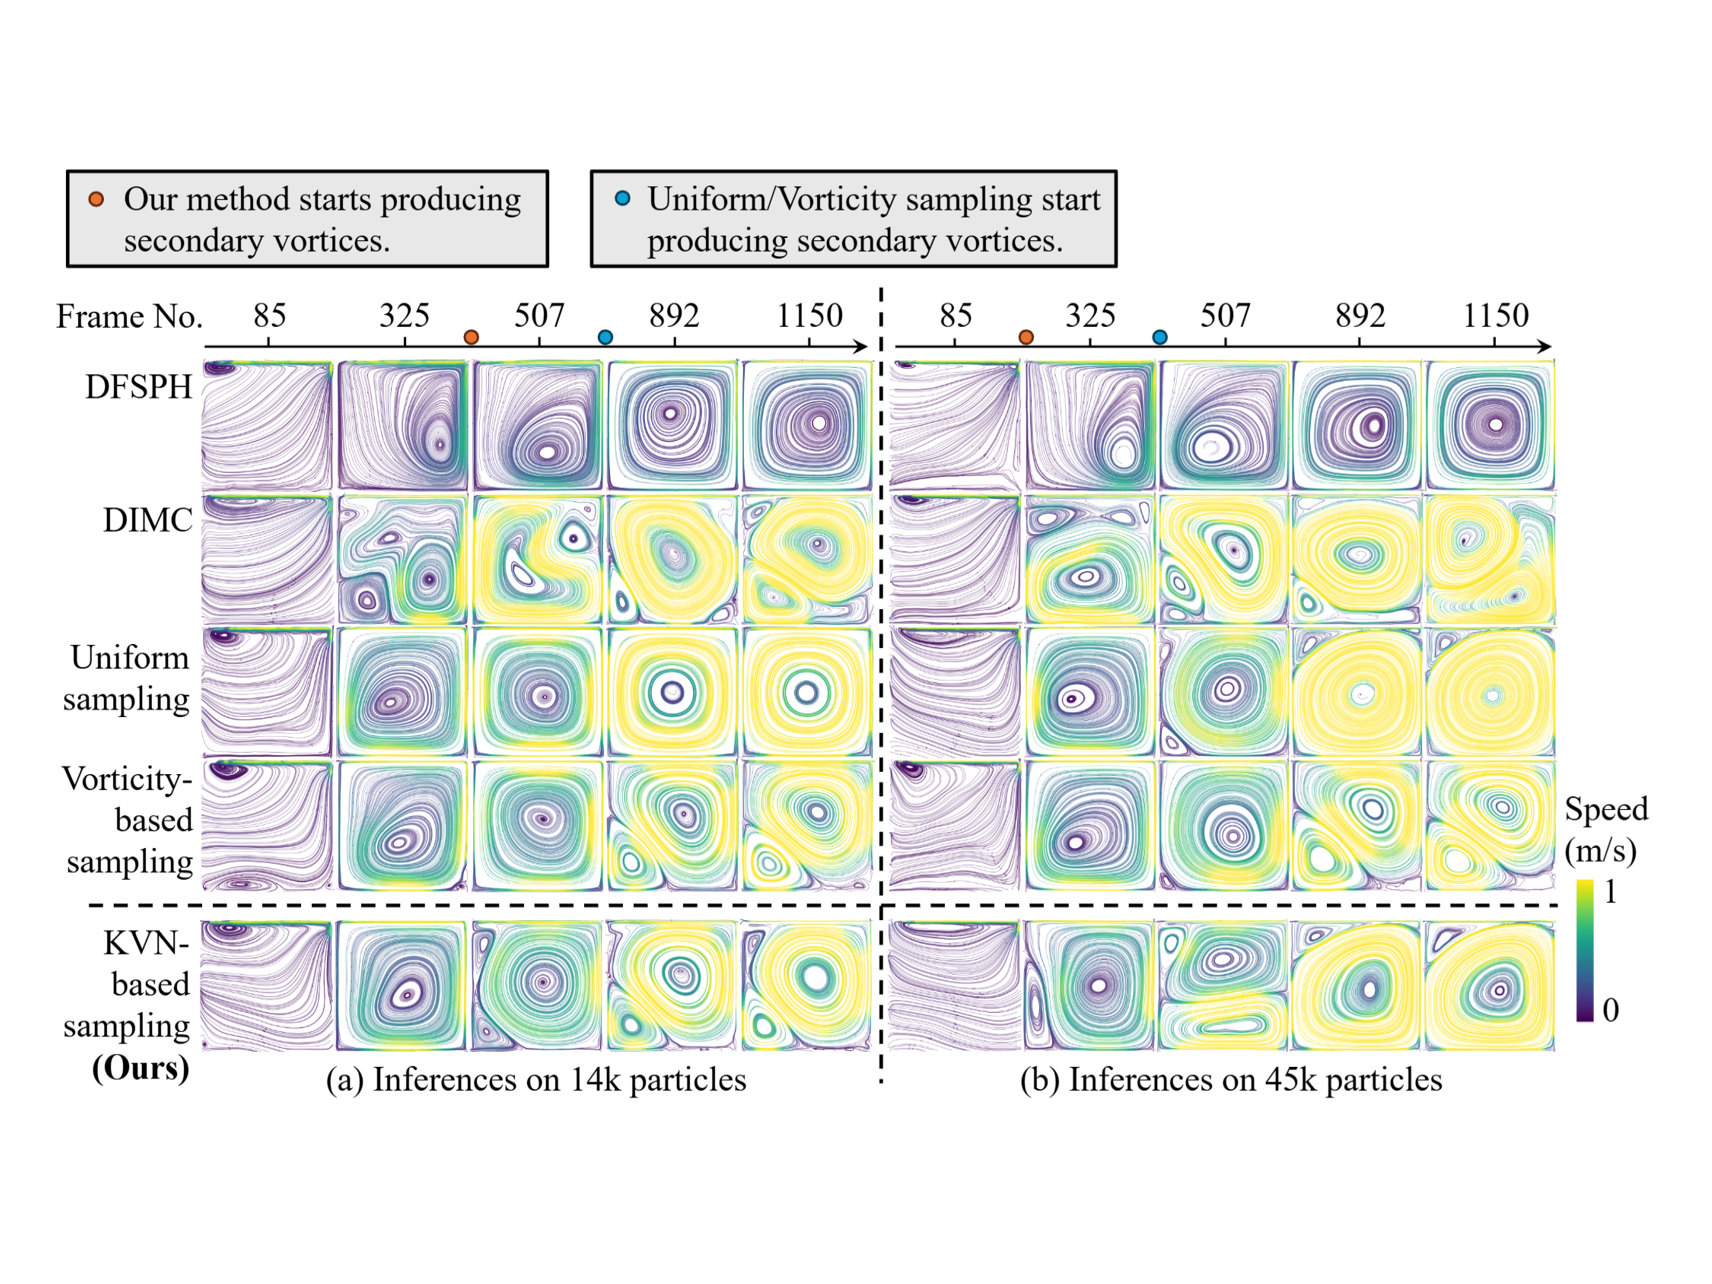 Our method starts producing
secondary vortices.
Uniform/Vorticity sampling start
producing secondary vortices.
Frame No. 85 325 507 892 1150 85 325 507 892 1150
DFSPH
DIMC
Uniform
sampling
Vorticity-
based
sampling
KVN-
based
sampling
(Ours)
Speed
(m/s)
1
0
(a) Inferences on 14k particles
(b) Inferences on 45k particles